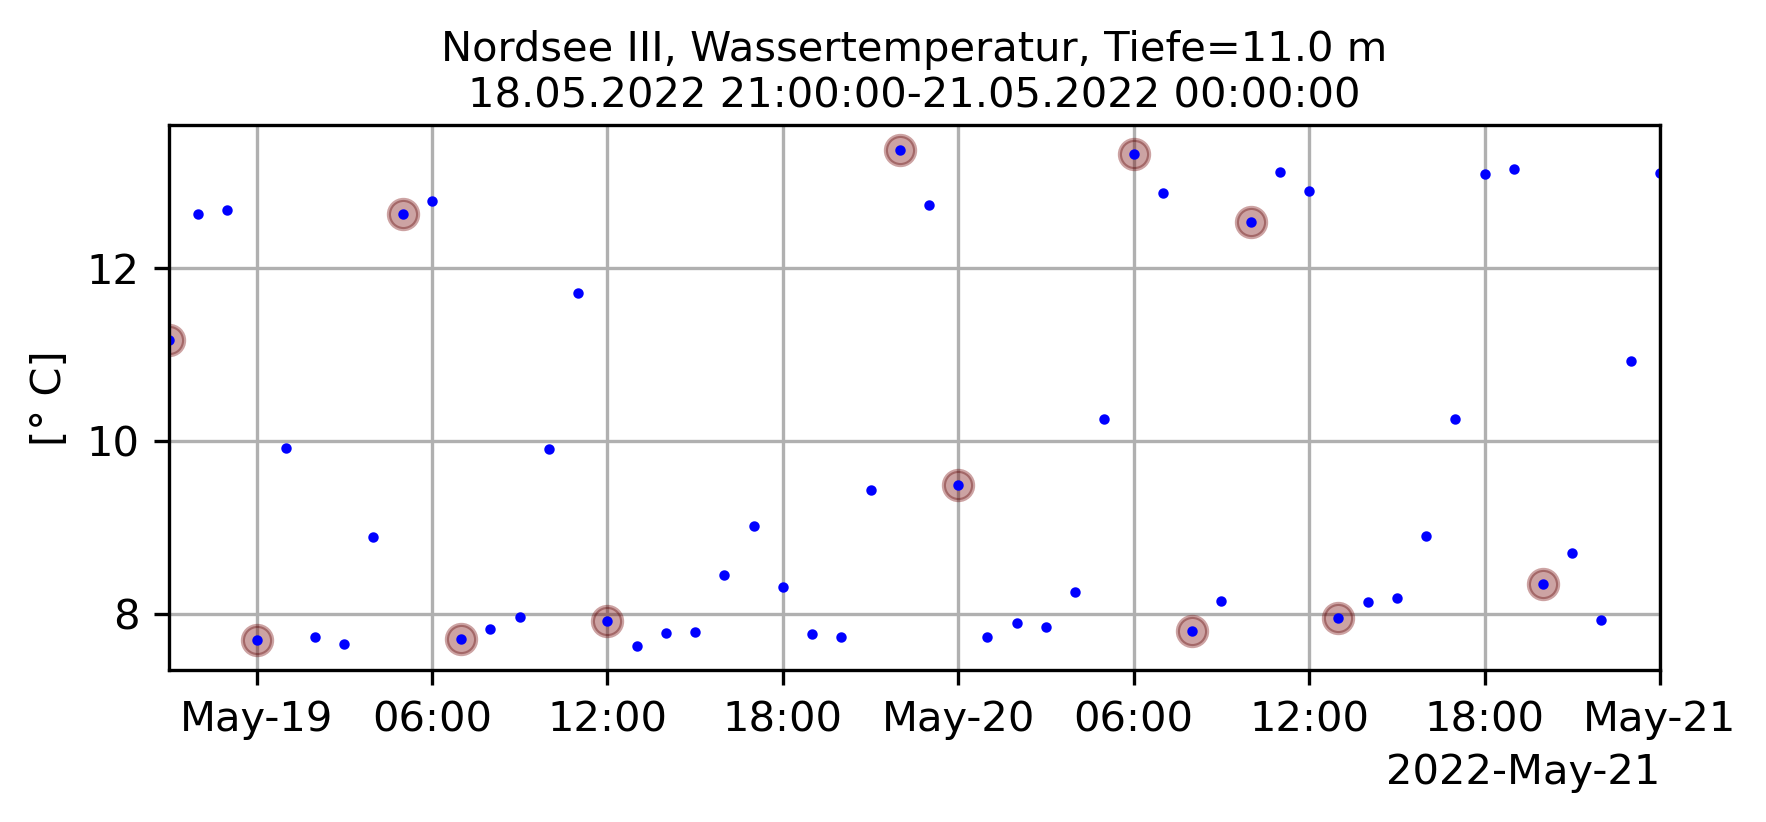 Nordsee III, Wassertemperatur, Tiefe=11.0 m
18.05.2022 21:00:00-21.05.2022 00:00:00
[° C]
12
10
8
May-19 06:00 12:00 18:00 May-20 06:00 12:00 18:00 May-21
2022-May-21